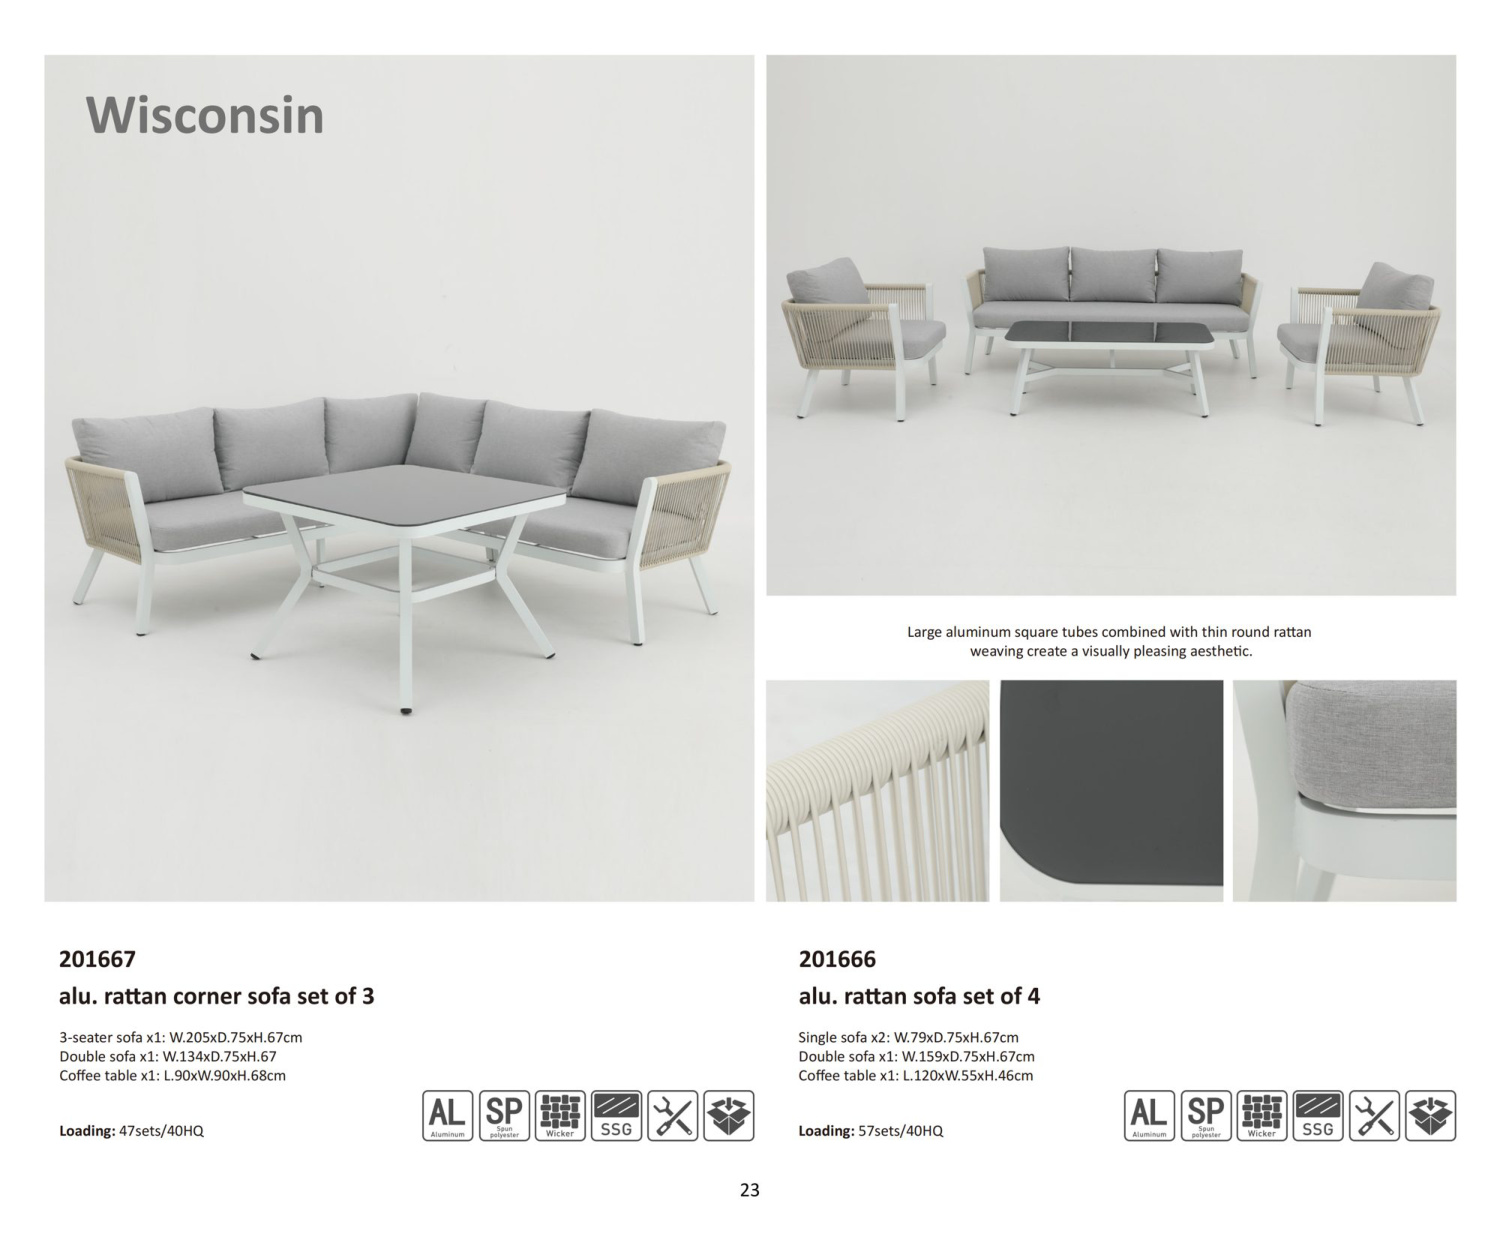 Wisconsin
Large aluminum square tubes combined with thin round rattan
weaving create a visually pleasing aesthetic.
201667
alu. rattan corner sofa set of 3
3-seater sofa x1: W.205xD.75xH.67cm
Double sofa x1: W.134xD.75xH.67
Coffee table x1: L.90xW.90xH.68cm
Loading: 47sets/40HQ
AL
Aluminum
SP
Spun
polyester
Wicker
SSG
201666
alu. rattan sofa set of 4
Single sofa x2: W.79xD.75xH.67cm
Double sofa x1: W.159xD.75xH.67cm
Coffee table x1: L.120xW.55xH.46cm
Loading: 57sets/40HQ
AL
Aluminum
SP
Spun
polyester
Wicker
SSG
23